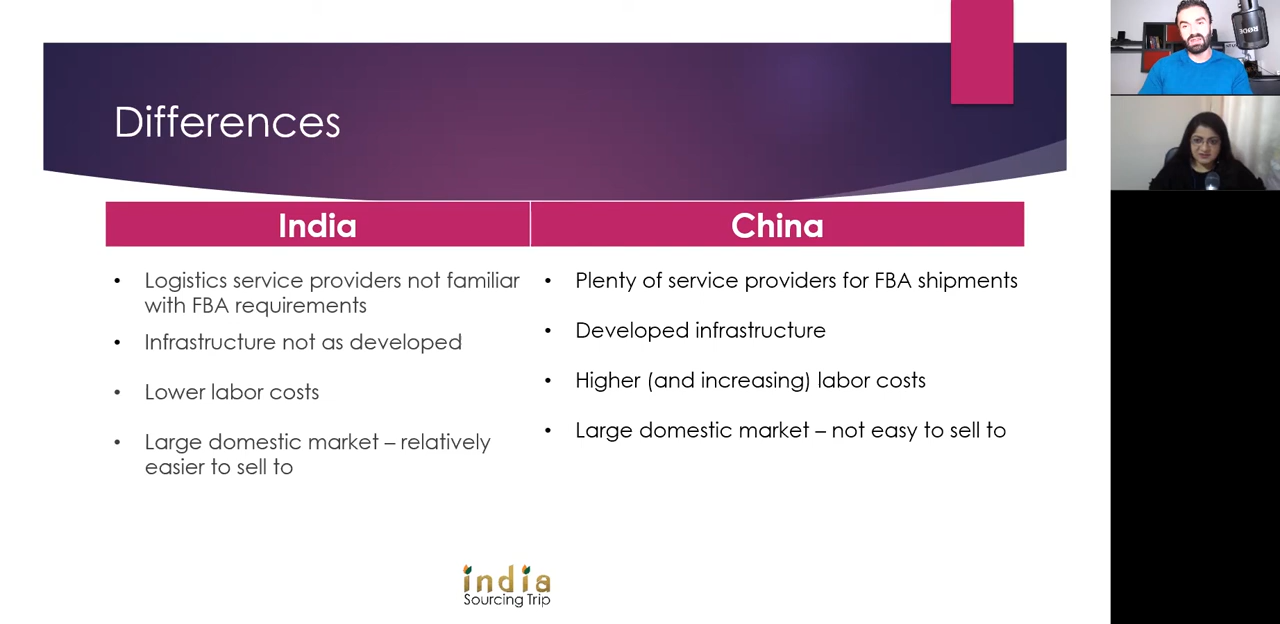 Differences
India
China
Logistics service providers not familiar
with FBA requirements
Infrastructure not as developed
Lower labor costs
Large domestic market – relatively
easier to sell to
Plenty of service providers for FBA shipments
Developed infrastructure
Higher (and increasing) labor costs
Large domestic market – not easy to sell to
india
Sourcing Trip
RØDE